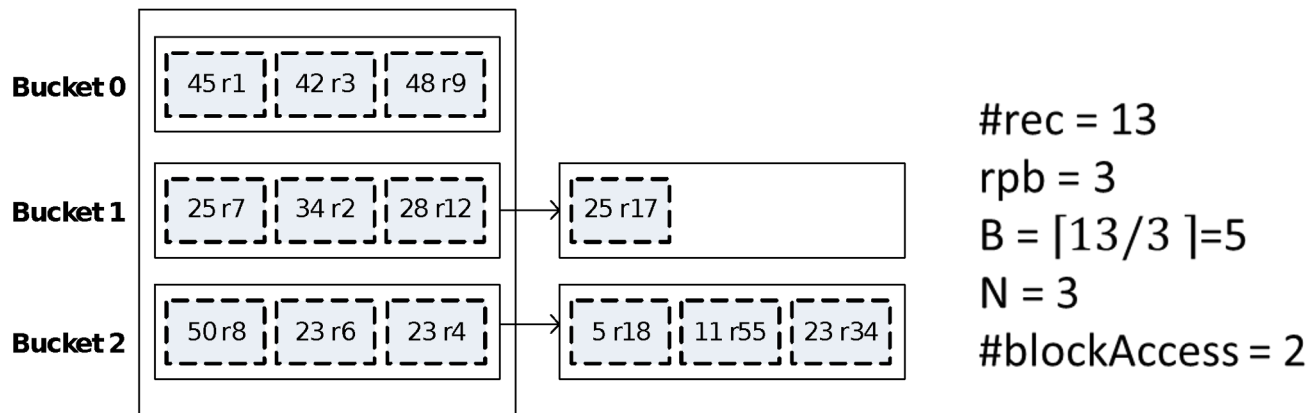 Bucket 0
45 r1 42 r3 48 r9
Bucket 1
25 r7 34 r2 28 r12 25 r17
Bucket 2
50 r8 23 r6 23 r4 5 r18 11 r55 23 r34
#rec = 13
rpb = 3
B = ⌈13/3 ⌉=5
N = 3
#blockAccess = 2